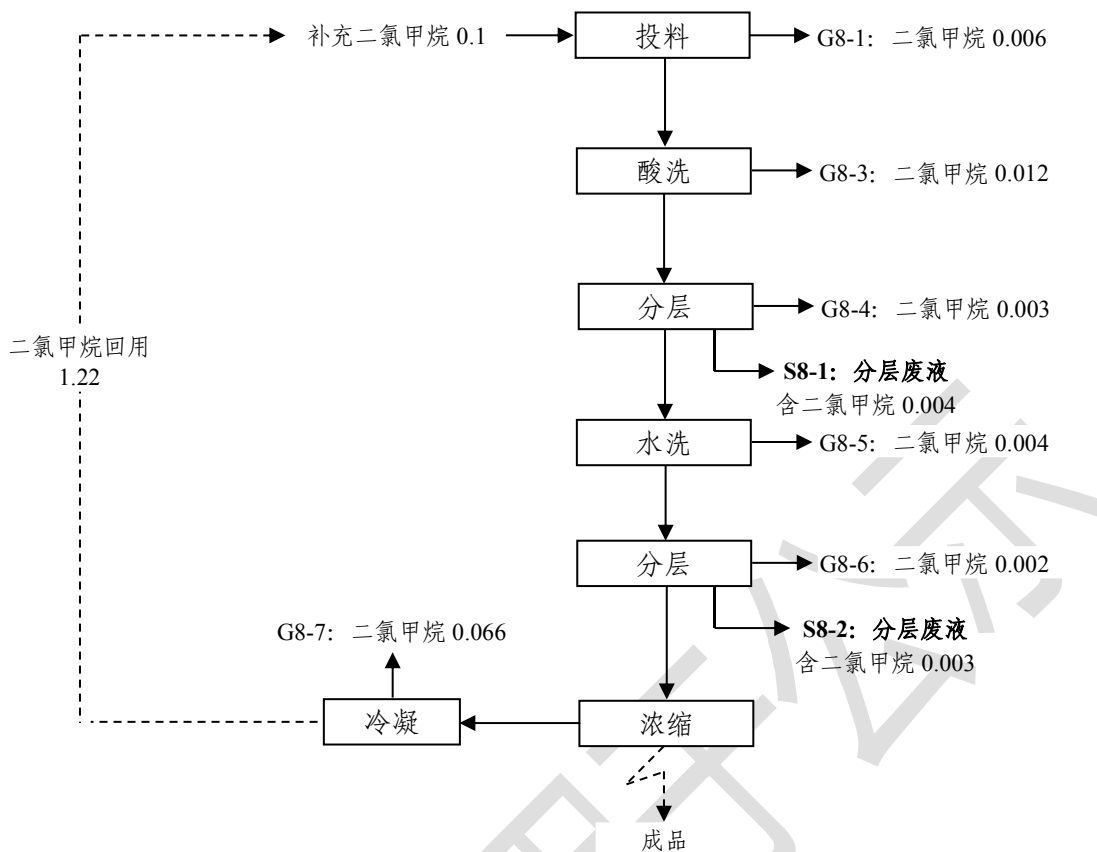 补充二氯甲烷 0.1
投料
G8-1: 二氯甲烷 0.006
酸洗
G8-3: 二氯甲烷 0.012
分层
G8-4: 二氯甲烷 0.003
S8-1: 分层废液
含二氯甲烷 0.004
二氯甲烷回用
1.22
水洗
G8-5: 二氯甲烷 0.004
分层
G8-6: 二氯甲烷 0.002
S8-2: 分层废液
含二氯甲烷 0.003
G8-7: 二氯甲烷 0.066
冷凝
浓缩
成品
于公示